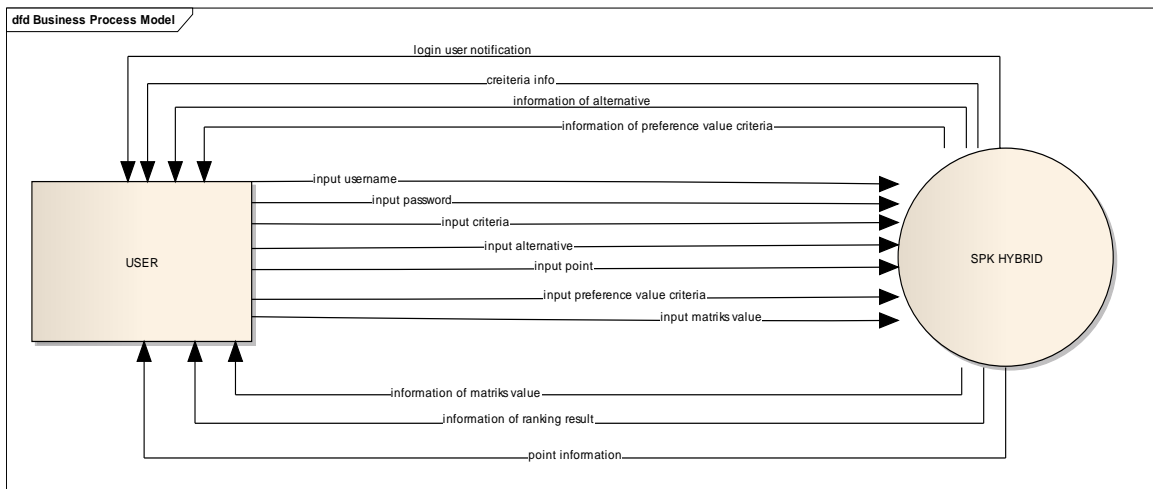 dfd Business Process Model
login user notification
creiteria info
information of alternative
information of preference value criteria
input username
input password
input criteria
input alternative
input point
input preference value criteria
input matriks value
USER
SPK HYBRID
information of matriks value
information of ranking result
point information